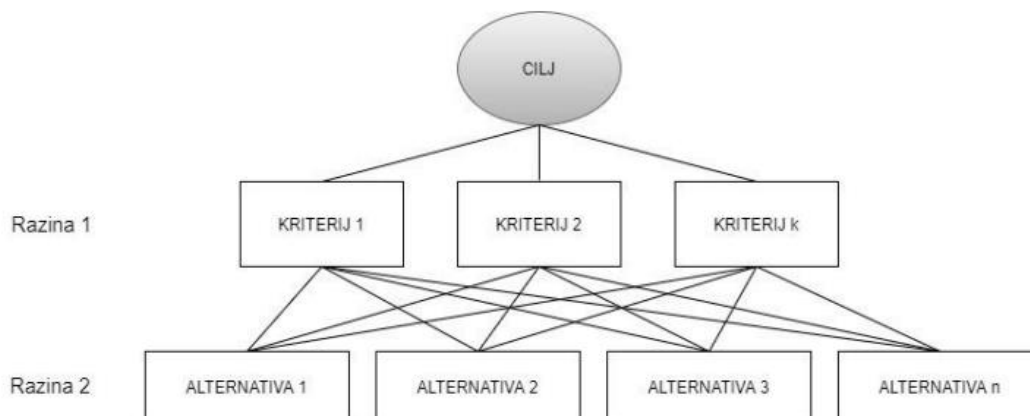 CILJ
Razina 1
KRITERIJ 1
KRITERIJ 2
KRITERIJ k
Razina 2
ALTERNATIVA 1
ALTERNATIVA 2
ALTERNATIVA 3
ALTERNATIVA n